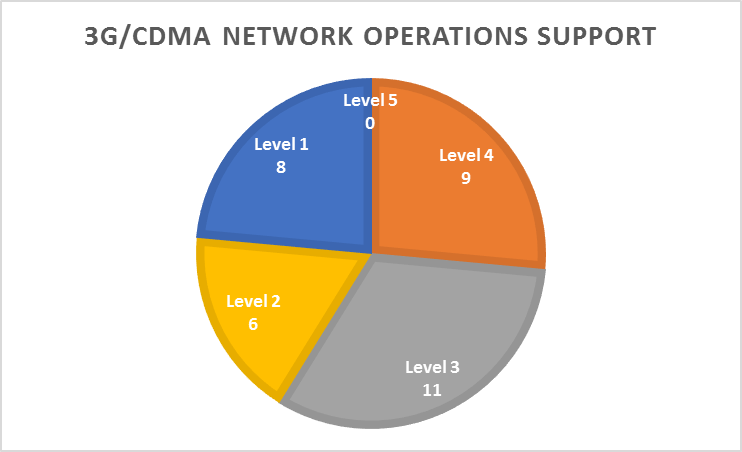 3G/CDMA NETWORK OPERATIONS SUPPORT
Level 5
0
Level 4
9
Level 1
8
Level 2
6
Level 3
11